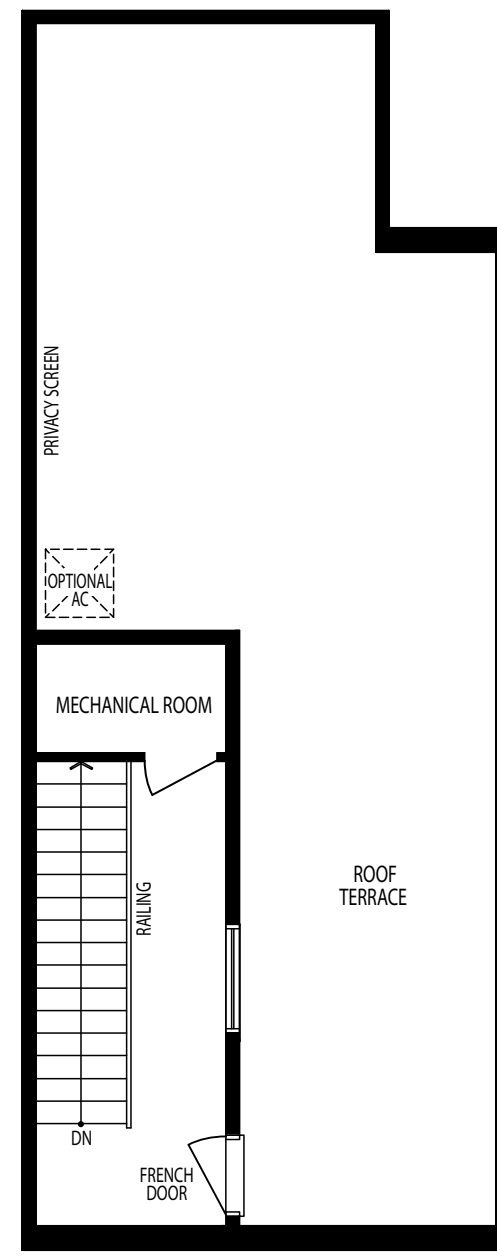 PRIVACY SCREEN
OPTIONAL
AC
MECHANICAL ROOM
ROOF
TERRACE
RAILING
DN
FRENCH
DOOR